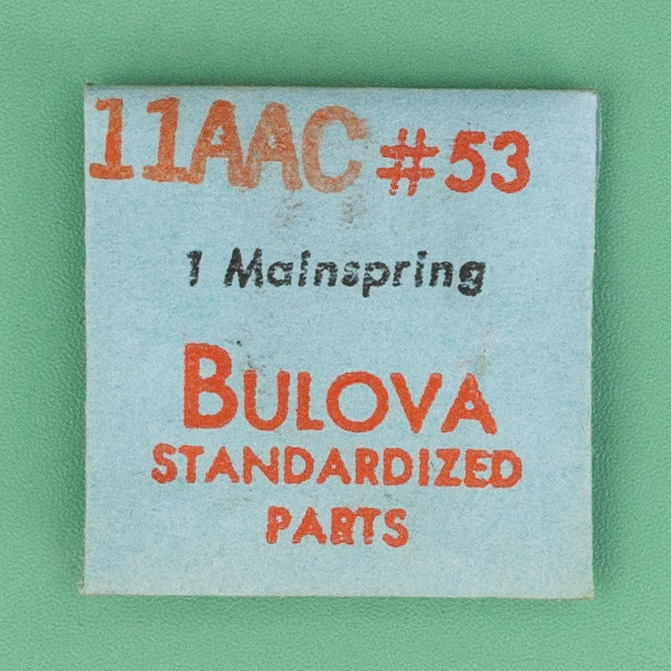 11AAC #53
1 Mainspring
BULOVA
STANDARDIZED
PARTS